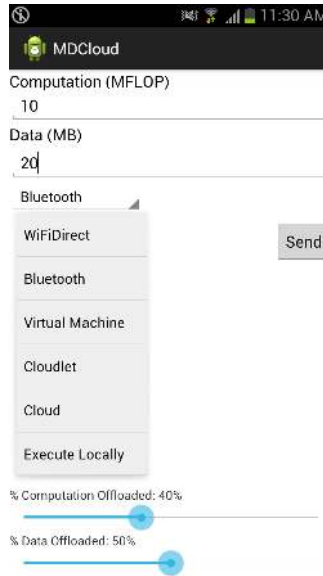 11:30 AM
MDCloud
Computation (MFLOP)
10
Data (MB)
20
Bluetooth
WiFiDirect
Send
Bluetooth
Virtual Machine
Cloudlet
Cloud
Execute Locally
% Computation Offloaded: 40%
% Data Offloaded: 50%